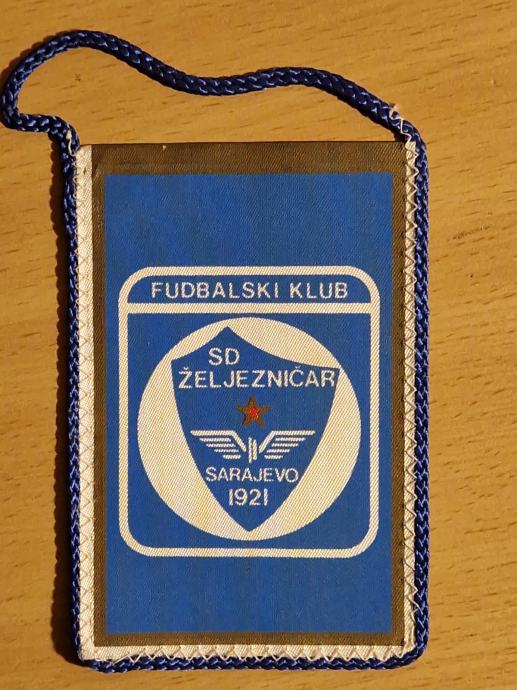 FUDBALSKI KLUB
SD
ŽELJEZNIČAR
SARAJEVO
1921